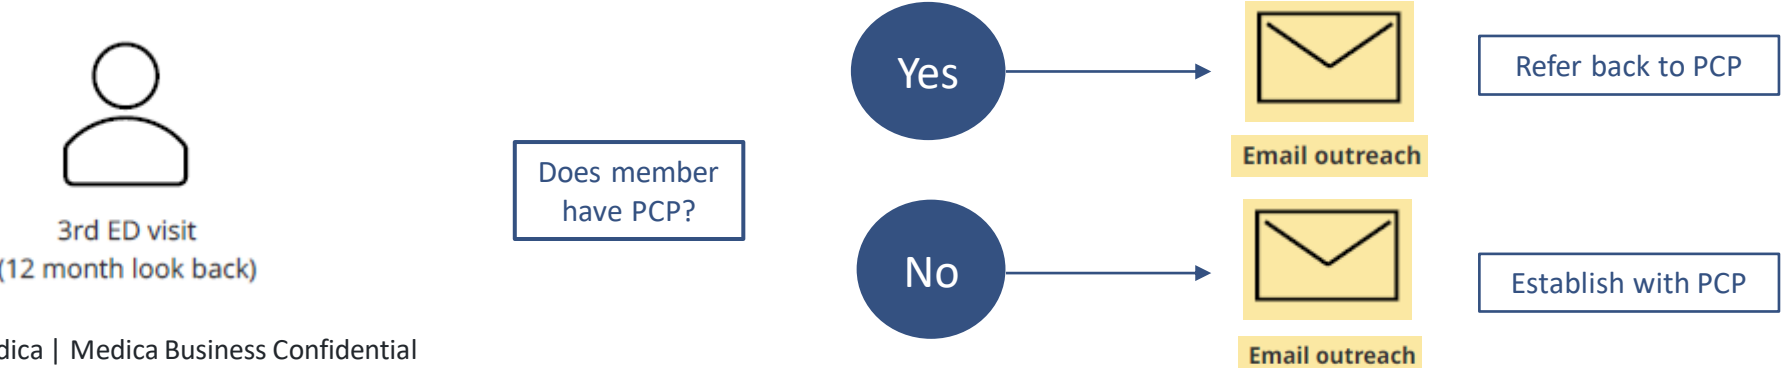 3rd ED visit
(12 month look back)
Does member
have PCP?
Yes
Email outreach
Refer back to PCP
No
Email outreach
Establish with PCP
| Medica Business Confidential